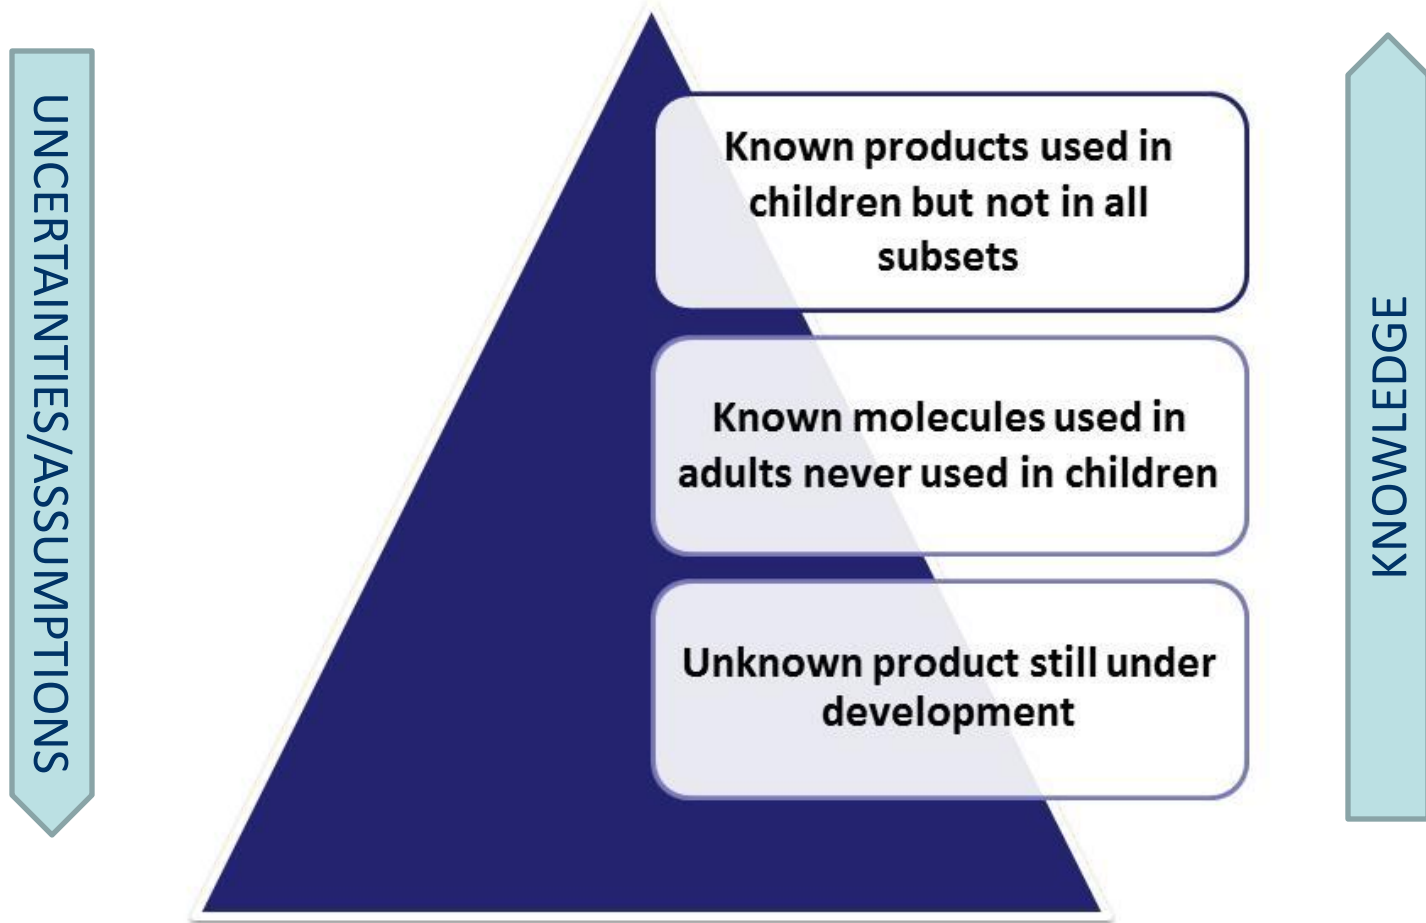 UNCERTAINTIES/ASSUMPTIONS
Known products used in
children but not in all
subsets
Known molecules used in
adults never used in children
Unknown product still under
development
KNOWLEDGE